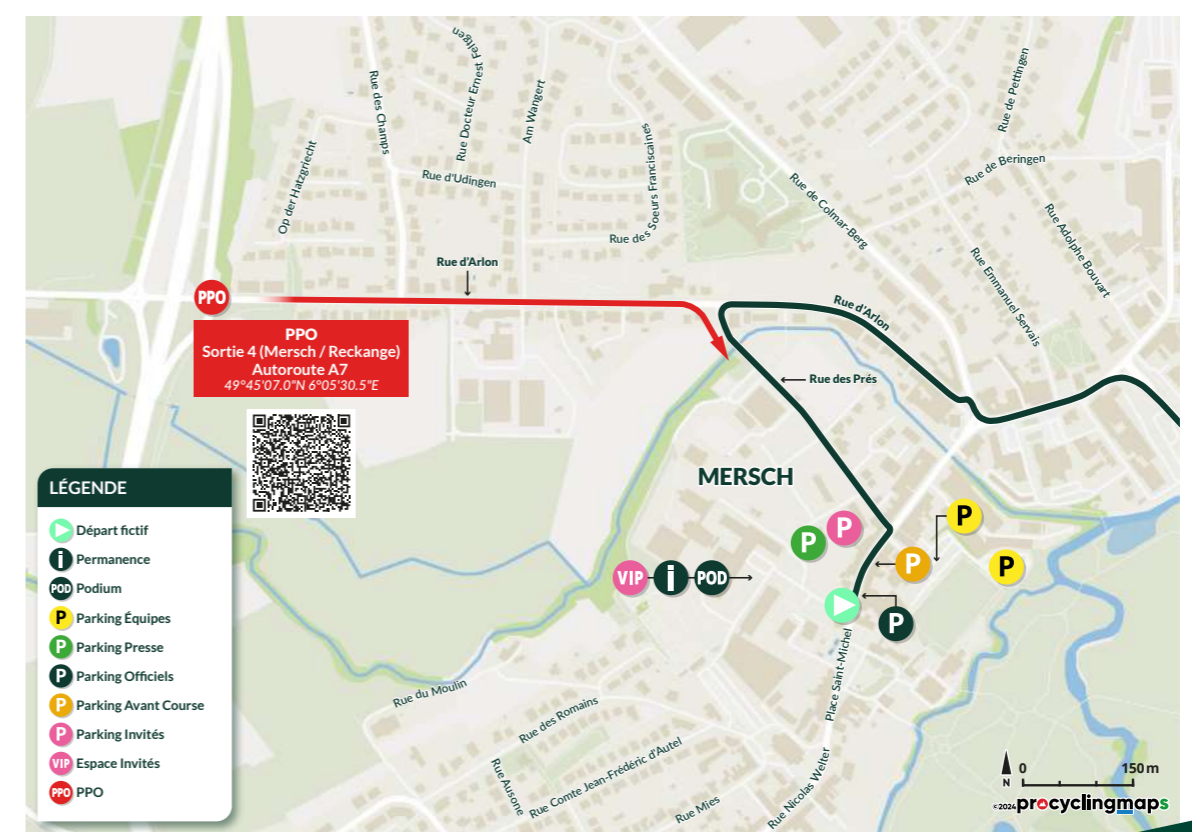 Rue des Champs
Rue Docteur Ernest Feltgen
Am Wangert
Rue de Pettingen
Op der Hatzgriecht
Rue d'Udingen
Rue des Soeurs Franciscaines
Rue de Beringen
Rue de Colmar-Berg
Rue Adolphe Bouvart
Rue Emmanuel Servais
Rue d'Arlon
PPO
Rue d'Arlon
PPO
Sortie 4 (Mersch / Reckange)
Autoroute A7
49°45'07.0"N 6°05'30.5"E
Rue des Prés
MERSCH
P
P
P
P
P
VIP
i
POD
P
Place Saint-Michel
Rue du Moulin
Rue des Romains
Rue Comte Jean-Frédéric d'Autel
Rue Ausone
Rue Mies
Rue Nicolas Welter
LÉGENDE
Départ fictif
i Permanence
POD Podium
P Parking Équipes
P Parking Presse
P Parking Officiels
P Parking Avant Course
P Parking Invités
VIP Espace Invités
PPO PPO
N
0 150 m
©2024 procyclingmaps